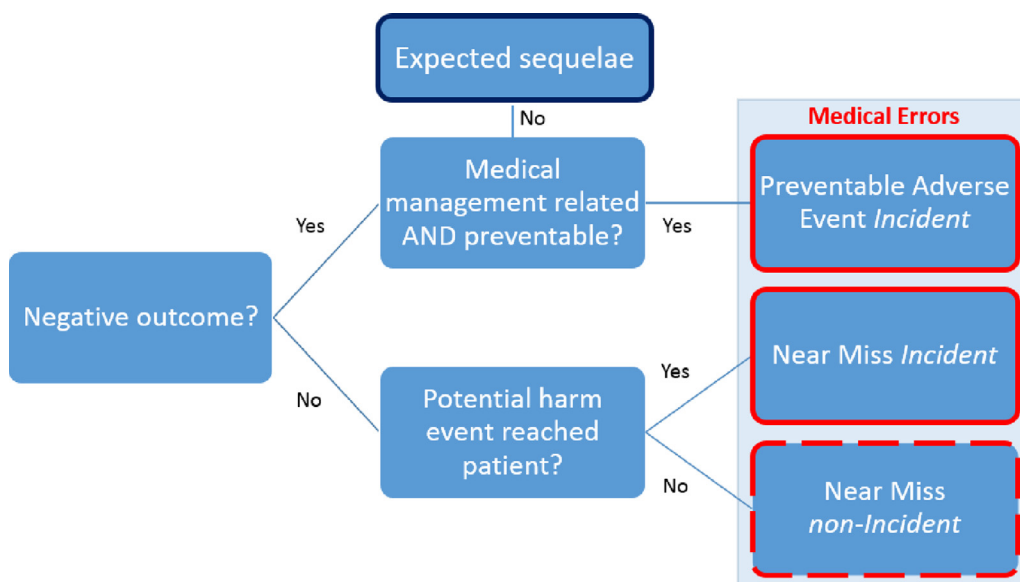 Expected sequelae
No
Medical Errors
Medical
management related
AND preventable?
Yes
Yes
Preventable Adverse
Event Incident
Negative outcome?
No
Potential harm
event reached
patient?
Yes
No
Near Miss Incident
Near Miss
non-Incident